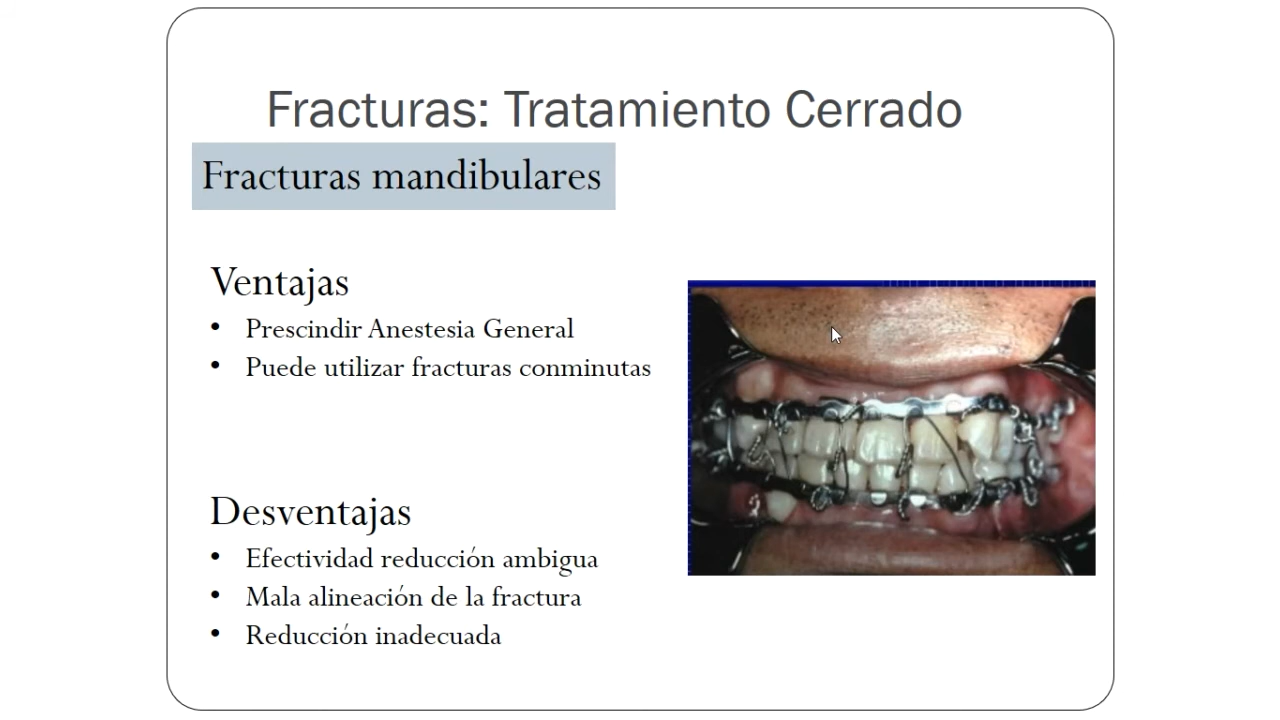 Fracturas: Tratamiento Cerrado
Fracturas mandibulares
Ventajas
• Prescindir Anestesia General
• Puede utilizar fracturas conminutas
Desventajas
• Efectividad reducción ambigua
• Mala alineación de la fractura
• Reducción inadecuada